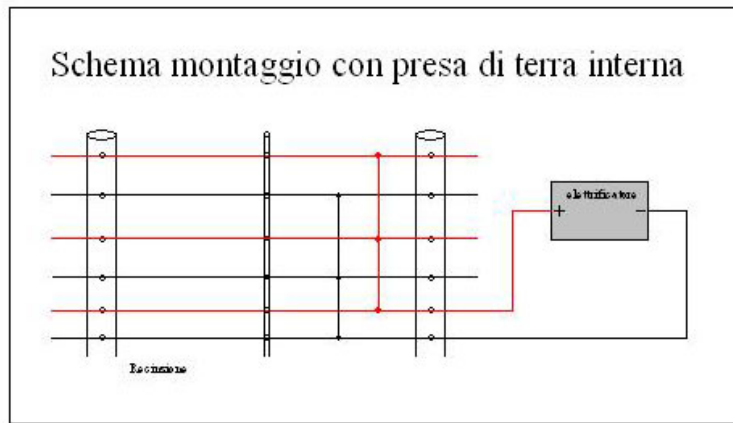 Schema montaggio con presa di terra interna
elettrificatore
+ −
Recinzione